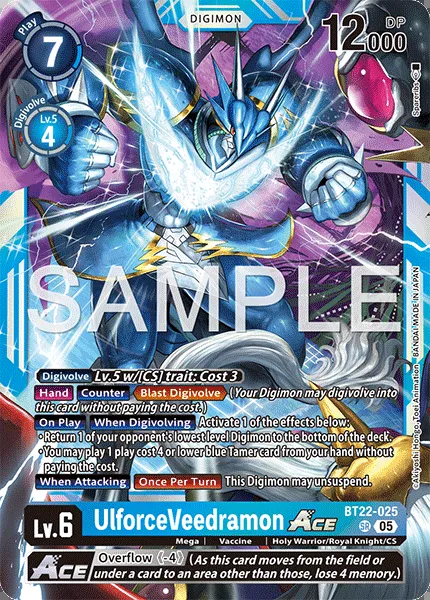 DIGIMON
Play
7
12000
DP
Digivolve
Lv.5
4
Sparenba
SAMPLE
Digivolve Lv.5 w/[CS] trait: Cost 3
Hand Counter Blast Digivolve (Your Digimon may digivolve into
this card without paying the cost.)
On Play When Digivolving Activate 1 of the effects below:
・Return 1 of your opponent's lowest level Digimon to the bottom of the deck.
・You may play 1 play cost 4 or lower blue Tamer card from your hand without
paying the cost.
When Attacking Once Per Turn This Digimon may unsuspend.
©Akiyoshi Hongo, Toei Animation BANDAI MADE IN JAPAN
Lv.6
UlforceVeedramon ACE
BT22-025
SR 05
Mega | Vaccine | Holy Warrior/Royal Knight/CS
ACE Overflow 《-4》 (As this card moves from the field or
under a card to an area other than those, lose 4 memory.)